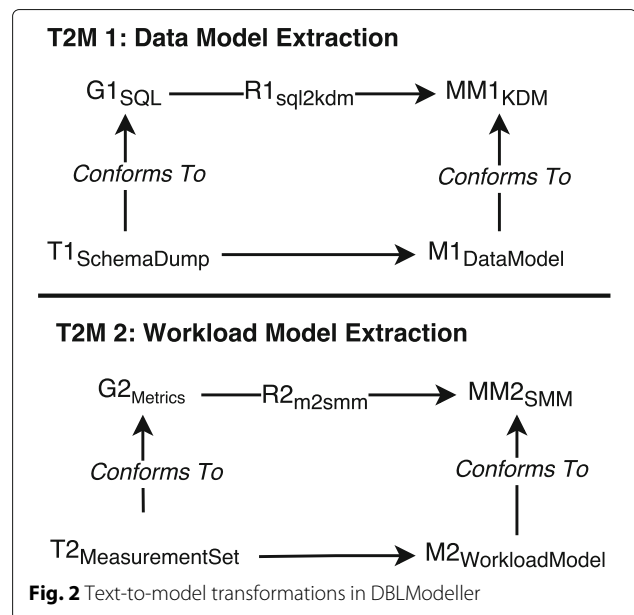 T2M 1: Data Model Extraction
G1SQL R1sql2kdm MM1KDM
Conforms To Conforms To
T1SchemaDump M1DataModel
T2M 2: Workload Model Extraction
G2Metrics R2m2smm MM2SMM
Conforms To Conforms To
T2MeasurementSet M2WorkloadModel
Fig. 2 Text-to-model transformations in DBLModeller